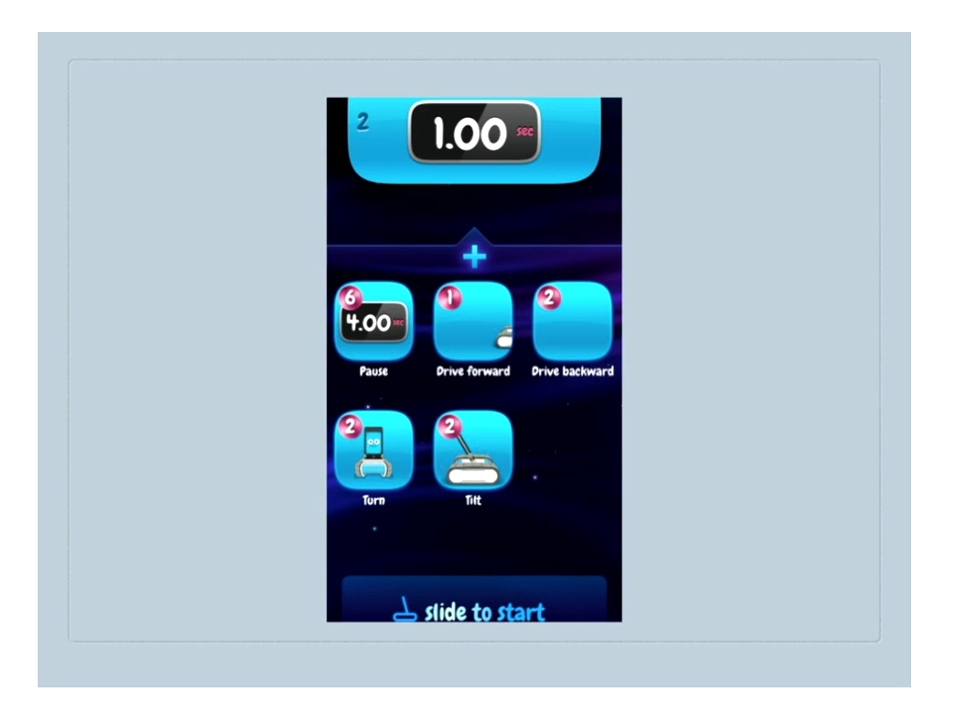 2
1.00 sec
+
6 1 2
4.00 sec
Pause Drive forward Drive backward
2 2
Turn Tilt
slide to start